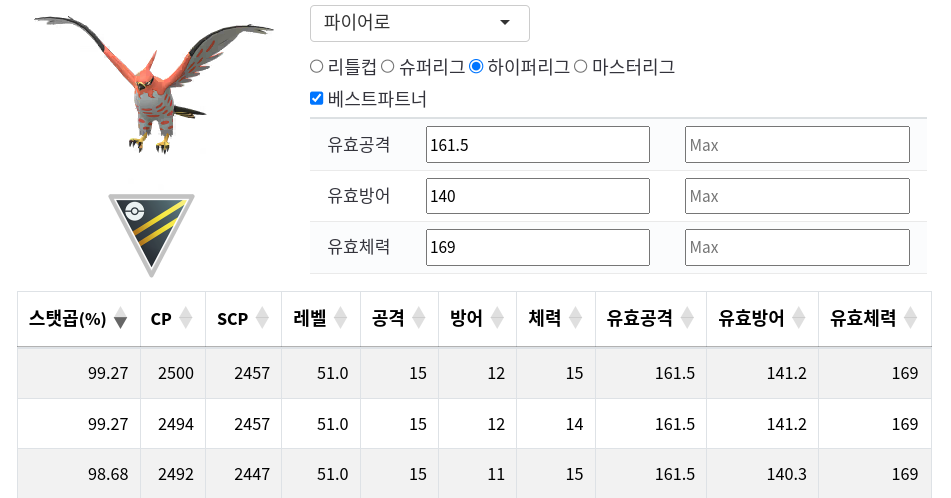 파이어로
리틀컵 슈퍼리그 하이퍼리그 마스터리그
베스트파트너
유효공격 161.5 Max
유효방어 140 Max
유효체력 169 Max
스탯곱(%) CP SCP 레벨 공격 방어 체력 유효공격 유효방어 유효체력
99.27 2500 2457 51.0 15 12 15 161.5 141.2 169
99.27 2494 2457 51.0 15 12 14 161.5 141.2 169
98.68 2492 2447 51.0 15 11 15 161.5 140.3 169